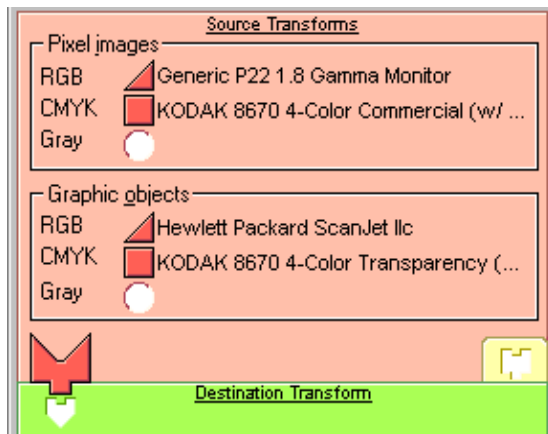 Source Transforms
Pixel images
RGB Generic P22 1.8 Gamma Monitor
CMYK KODAK 8670 4-Color Commercial (w/ ...
Gray
Graphic objects
RGB Hewlett Packard ScanJet IIc
CMYK KODAK 8670 4-Color Transparency (...
Gray
Destination Transform